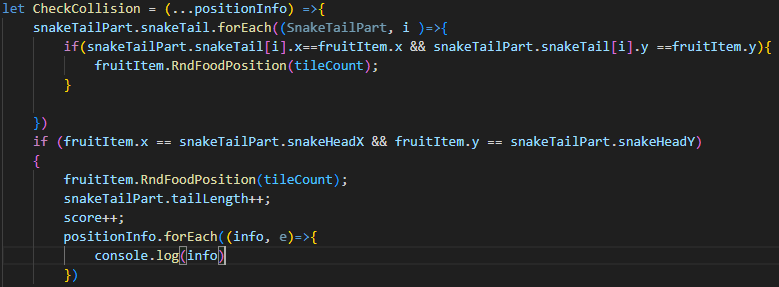 let CheckCollision = (...positionInfo) =>{
    snakeTailPart.snakeTail.forEach((SnakeTailPart, i )=>{
        if(snakeTailPart.snakeTail[i].x==fruitItem.x && snakeTailPart.snakeTail[i].y ==fruitItem.y){
            fruitItem.RndFoodPosition(tileCount);
        }
    })
    if (fruitItem.x == snakeTailPart.snakeHeadX && fruitItem.y == snakeTailPart.snakeHeadY)
    {
        fruitItem.RndFoodPosition(tileCount);
        snakeTailPart.tailLength++;
        score++;
        positionInfo.forEach((info, e)=>{
            console.log(info)
        })